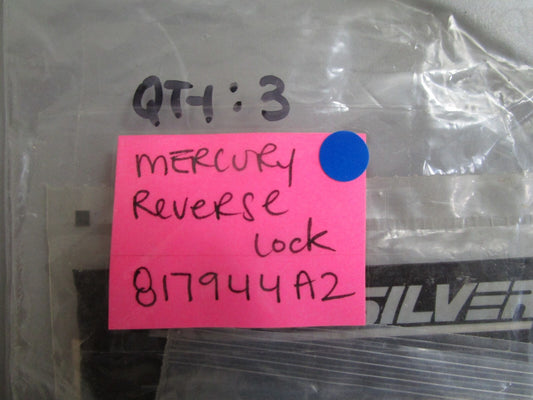 QTY: 3
MERCURY
Reverse
Lock
817944A2
SILVER